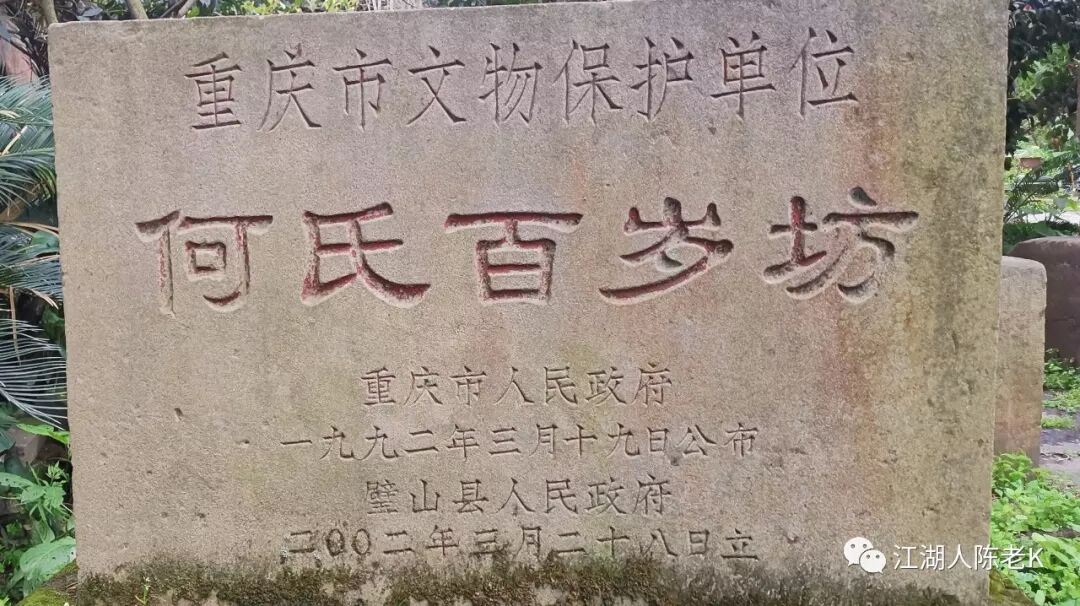 重庆市文物保护单位
何氏百岁坊
重庆市人民政府
一九九二年三月十九日公布
璧山县人民政府
二00二年三月二十八日立
江湖人陈老K